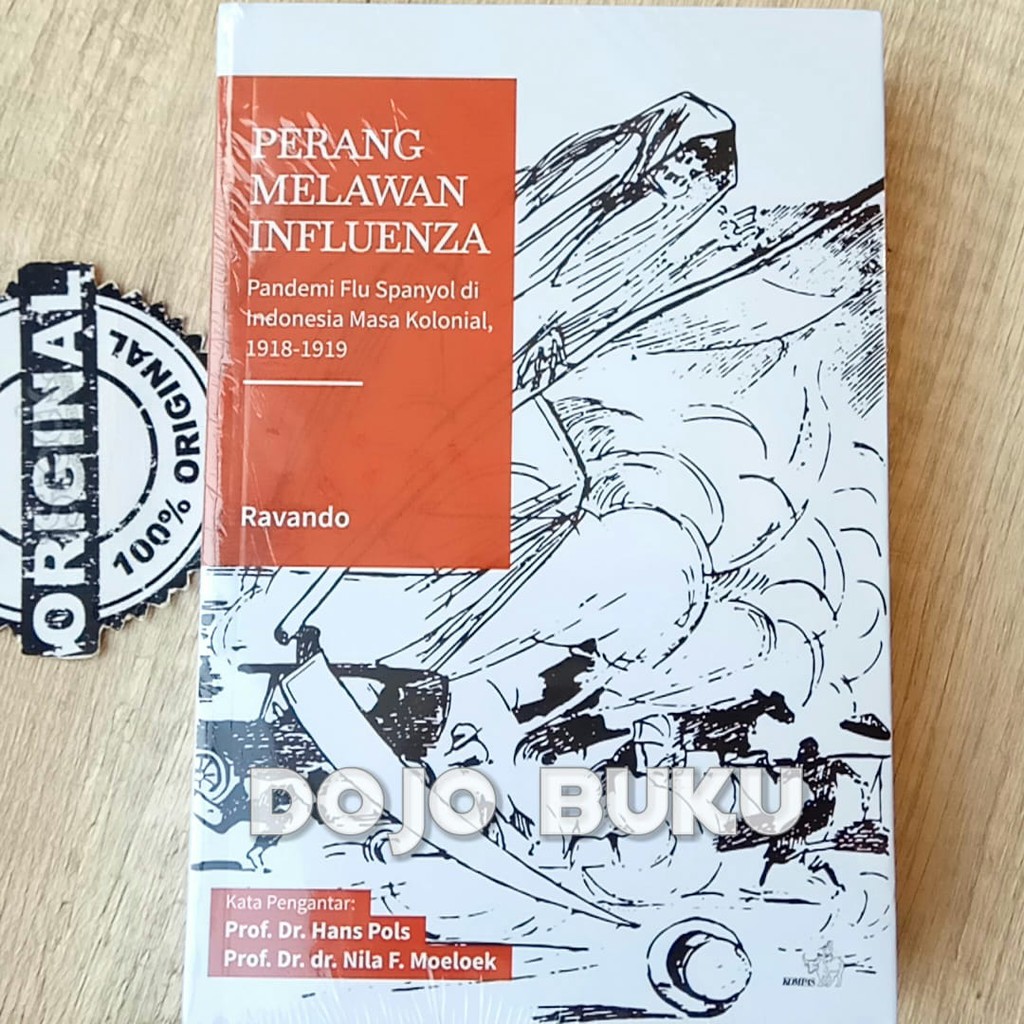 PERANG
MELAWAN
INFLUENZA
Pandemi Flu Spanyol di
Indonesia Masa Kolonial,
1918-1919
Ravando
ORIGINAL
100% ORIGINAL
DOJO BUKU
Kata Pengantar:
Prof. Dr. Hans Pols
Prof. Dr. dr. Nila F. Moeloek
KOMPAS